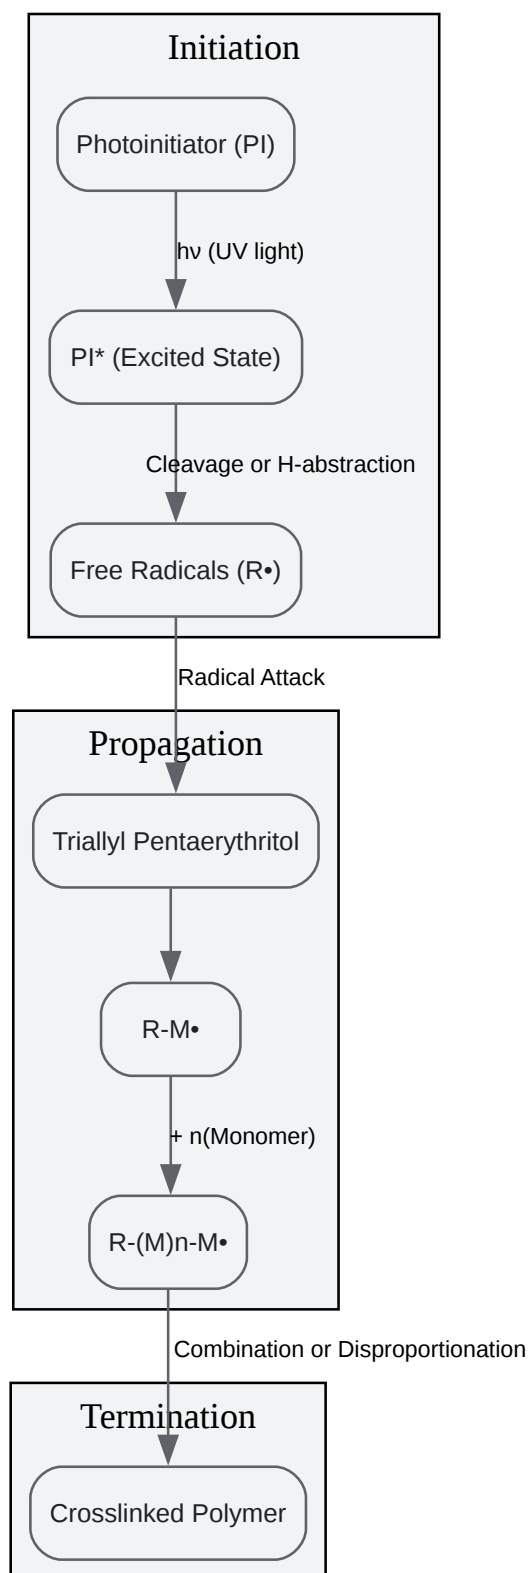 Initiation
Photoinitiator (PI)
hν (UV light)
PI* (Excited State)
Cleavage or H-abstraction
Free Radicals (R•)
Radical Attack
Propagation
Triallyl Pentaerythritol
R-M•
+ n(Monomer)
R-(M)n-M•
Combination or Disproportionation
Termination
Crosslinked Polymer